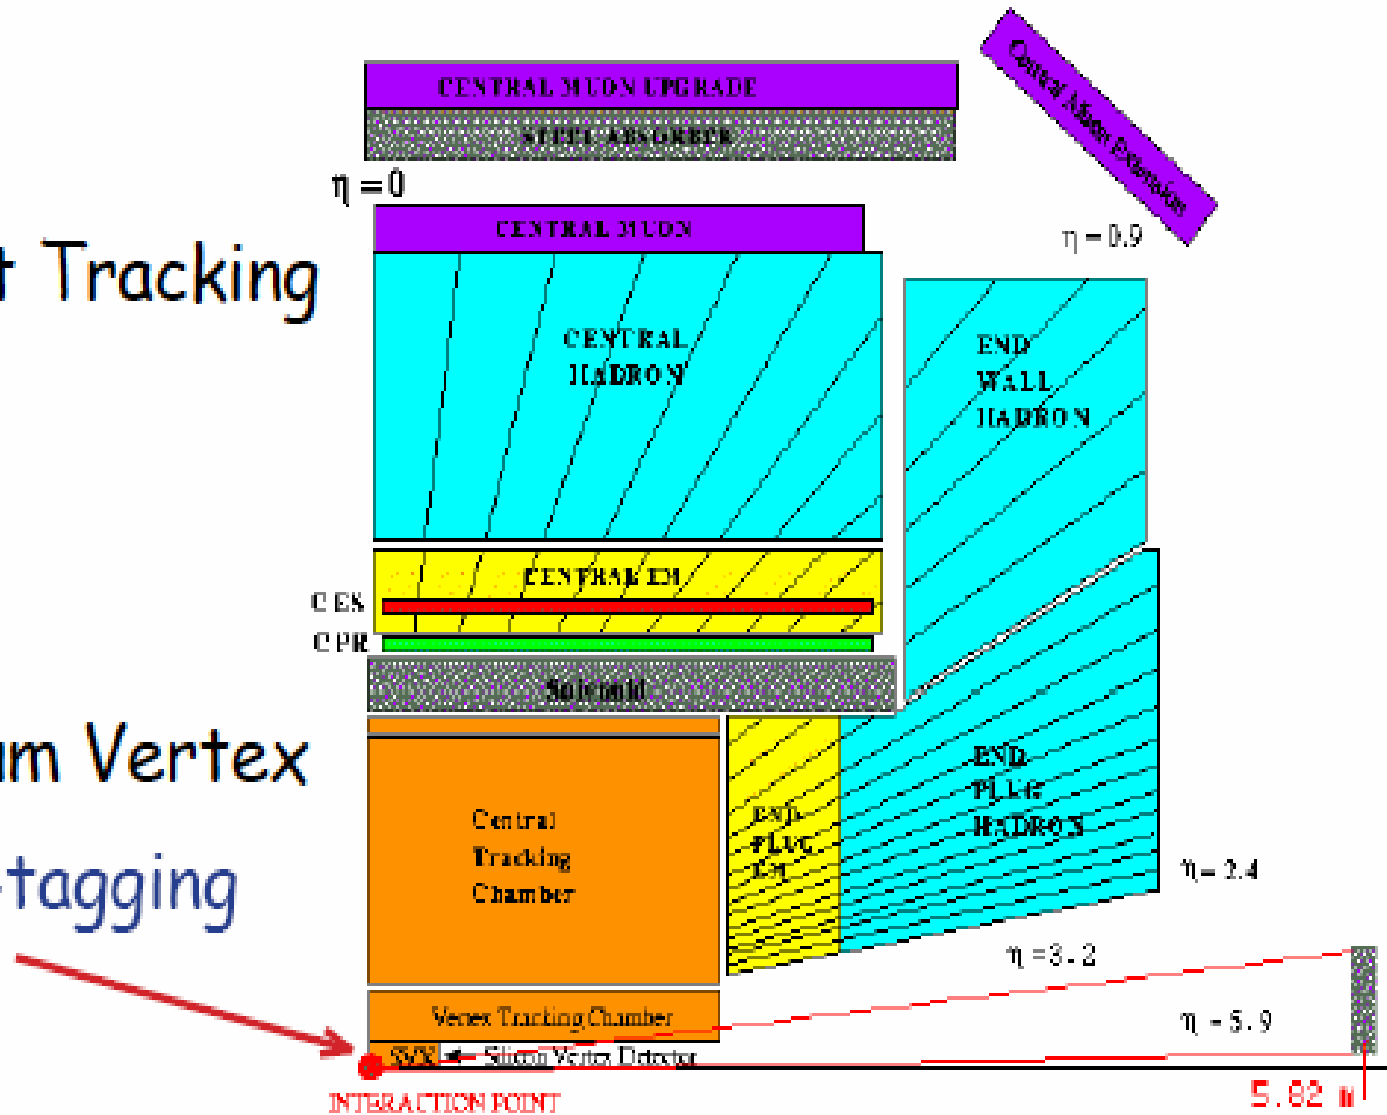 CENTRAL MUON UPGRADE
STEEL ABSORBER
Central Muon Extension
η = 0
CENTRAL MUON
η = 0.9
t Tracking
CENTRAL
HADRON
END
WALL
HADRON
CENTRAL EM
CES
CPR
Solenoid
um Vertex
-tagging
Central
Tracking
Chamber
END
PLUG
EM
END
PLUG
HADRON
η = 2.4
η = 3.2
Vertex Tracking Chamber
η = 5.9
SVX
Silicon Vertex Detector
INTERACTION POINT
5.82 m